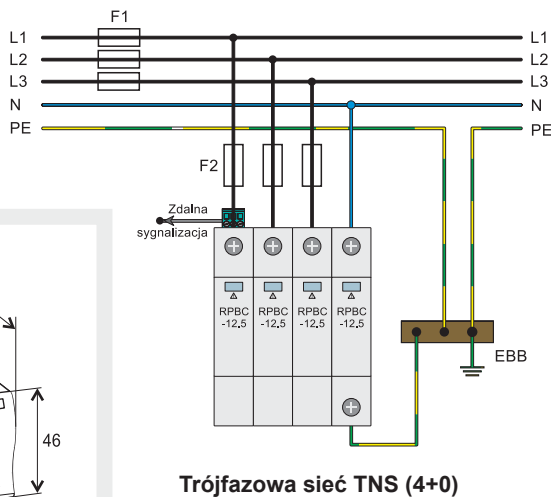 F1
L1 L1
L2 L2
L3 L3
N N
PE PE
F2
Zdalna
sygnalizacja
RPBC RPBC RPBC RPBC
-12,5 -12,5 -12,5 -12,5
EBB
46
Trójfazowa sieć TNS (4+0)